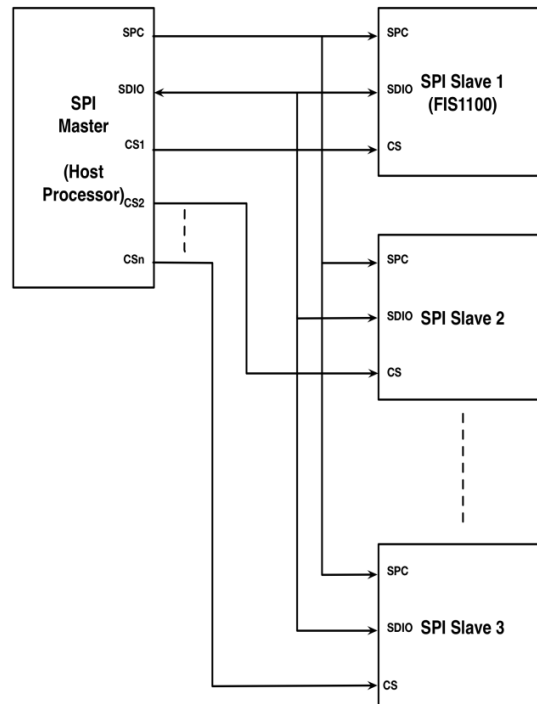 SPC
SDIO
SPI
Master
(Host
Processor)
CS1
CS2
CSn
SPC
SDIO
SPI Slave 1
(FIS1100)
CS
SPC
SDIO
SPI Slave 2
CS
SPC
SDIO
SPI Slave 3
CS